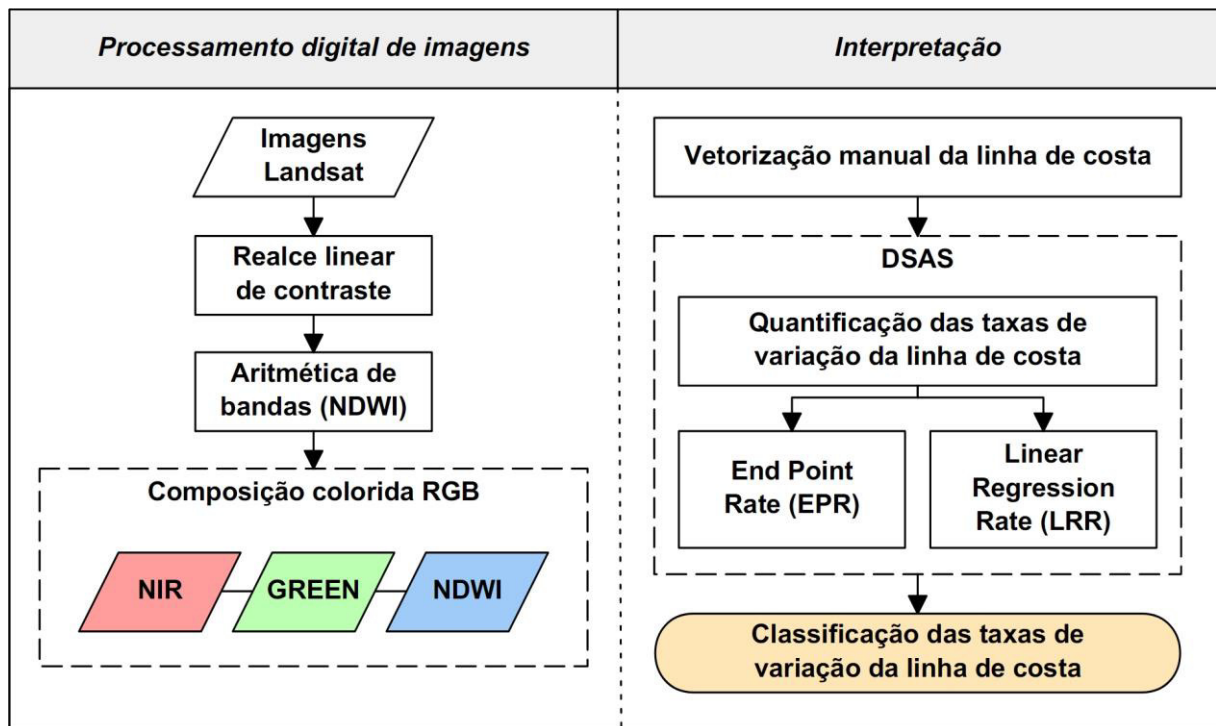 Processamento digital de imagens
Imagens
Landsat
Realce linear
de contraste
Aritmética de
bandas (NDWI)
Composição colorida RGB
NIR
GREEN
NDWI
Interpretação
Vetorização manual da linha de costa
DSAS
Quantificação das taxas de
variação da linha de costa
End Point
Rate (EPR)
Linear
Regression
Rate (LRR)
Classificação das taxas de
variação da linha de costa